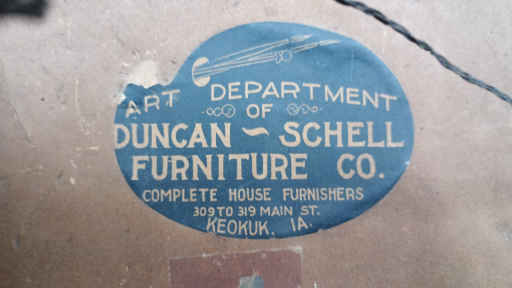 ART DEPARTMENT
OF
DUNCAN ~ SCHELL
FURNITURE CO.
COMPLETE HOUSE FURNISHERS
309 TO 319 MAIN ST.
KEOKUK, IA.